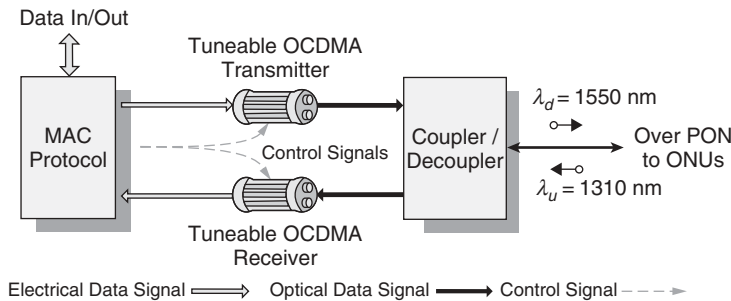 Data In/Out
Tuneable OCDMA
Transmitter
MAC
Protocol
Control Signals
Coupler /
Decoupler
λd = 1550 nm
Over PON
to ONUs
λu = 1310 nm
Tuneable OCDMA
Receiver
Electrical Data Signal
Optical Data Signal
Control Signal